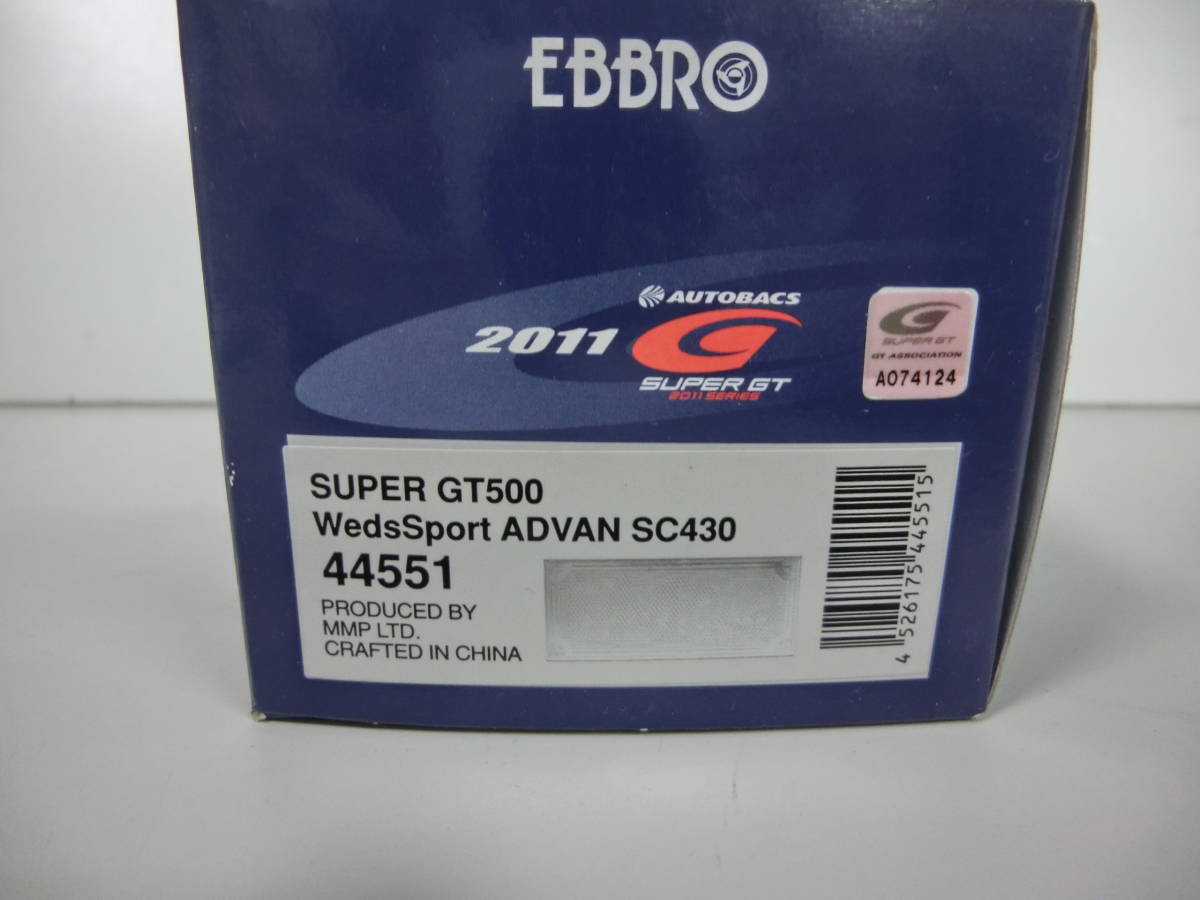 EBBRO
AUTOBACS
2011
SUPER GT
2011 SERIES
SUPER GT
GT ASSOCIATION
A074124
SUPER GT500
WedsSport ADVAN SC430
44551
PRODUCED BY
MMP LTD.
CRAFTED IN CHINA
4 526175 445515